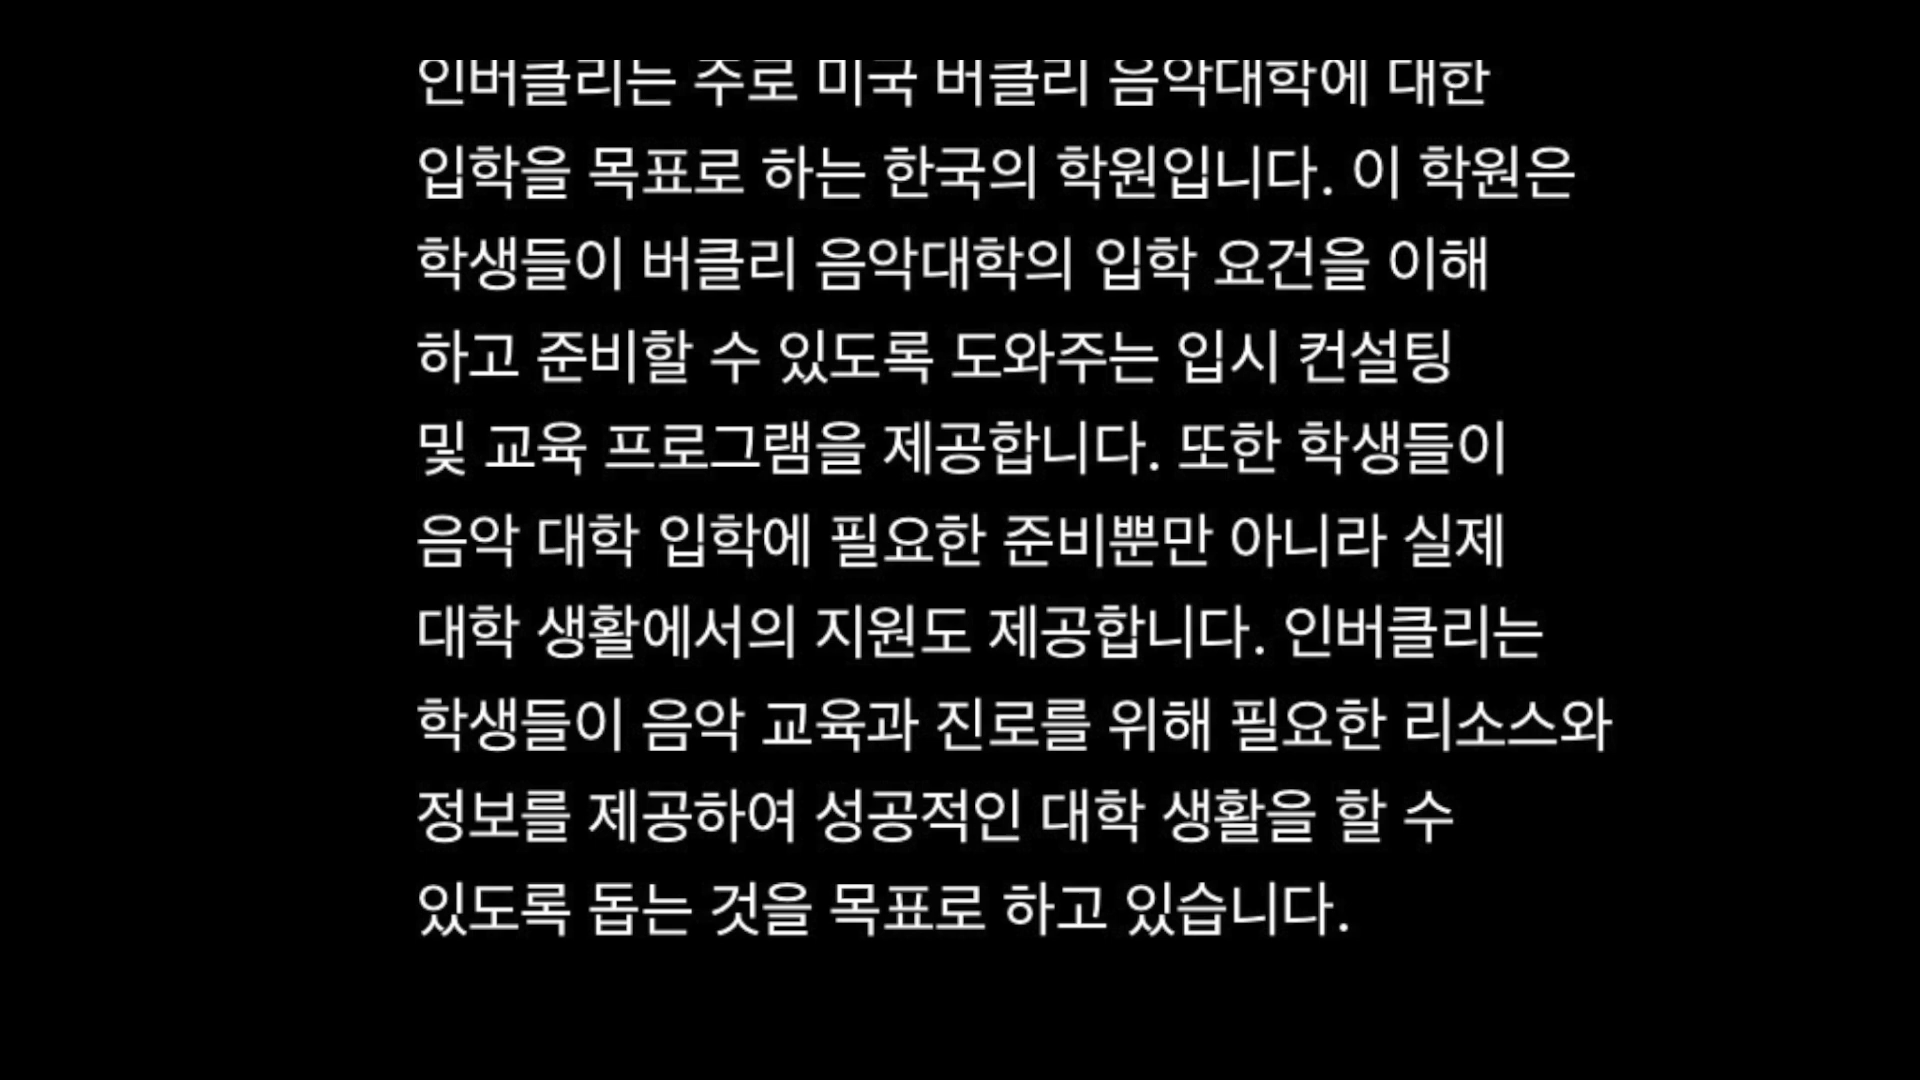 인버클리는 주로 미국 버클리 음악대학에 대한
입학을 목표로 하는 한국의 학원입니다. 이 학원은
학생들이 버클리 음악대학의 입학 요건을 이해
하고 준비할 수 있도록 도와주는 입시 컨설팅
및 교육 프로그램을 제공합니다. 또한 학생들이
음악 대학 입학에 필요한 준비뿐만 아니라 실제
대학 생활에서의 지원도 제공합니다. 인버클리는
학생들이 음악 교육과 진로를 위해 필요한 리소스와
정보를 제공하여 성공적인 대학 생활을 할 수
있도록 돕는 것을 목표로 하고 있습니다.